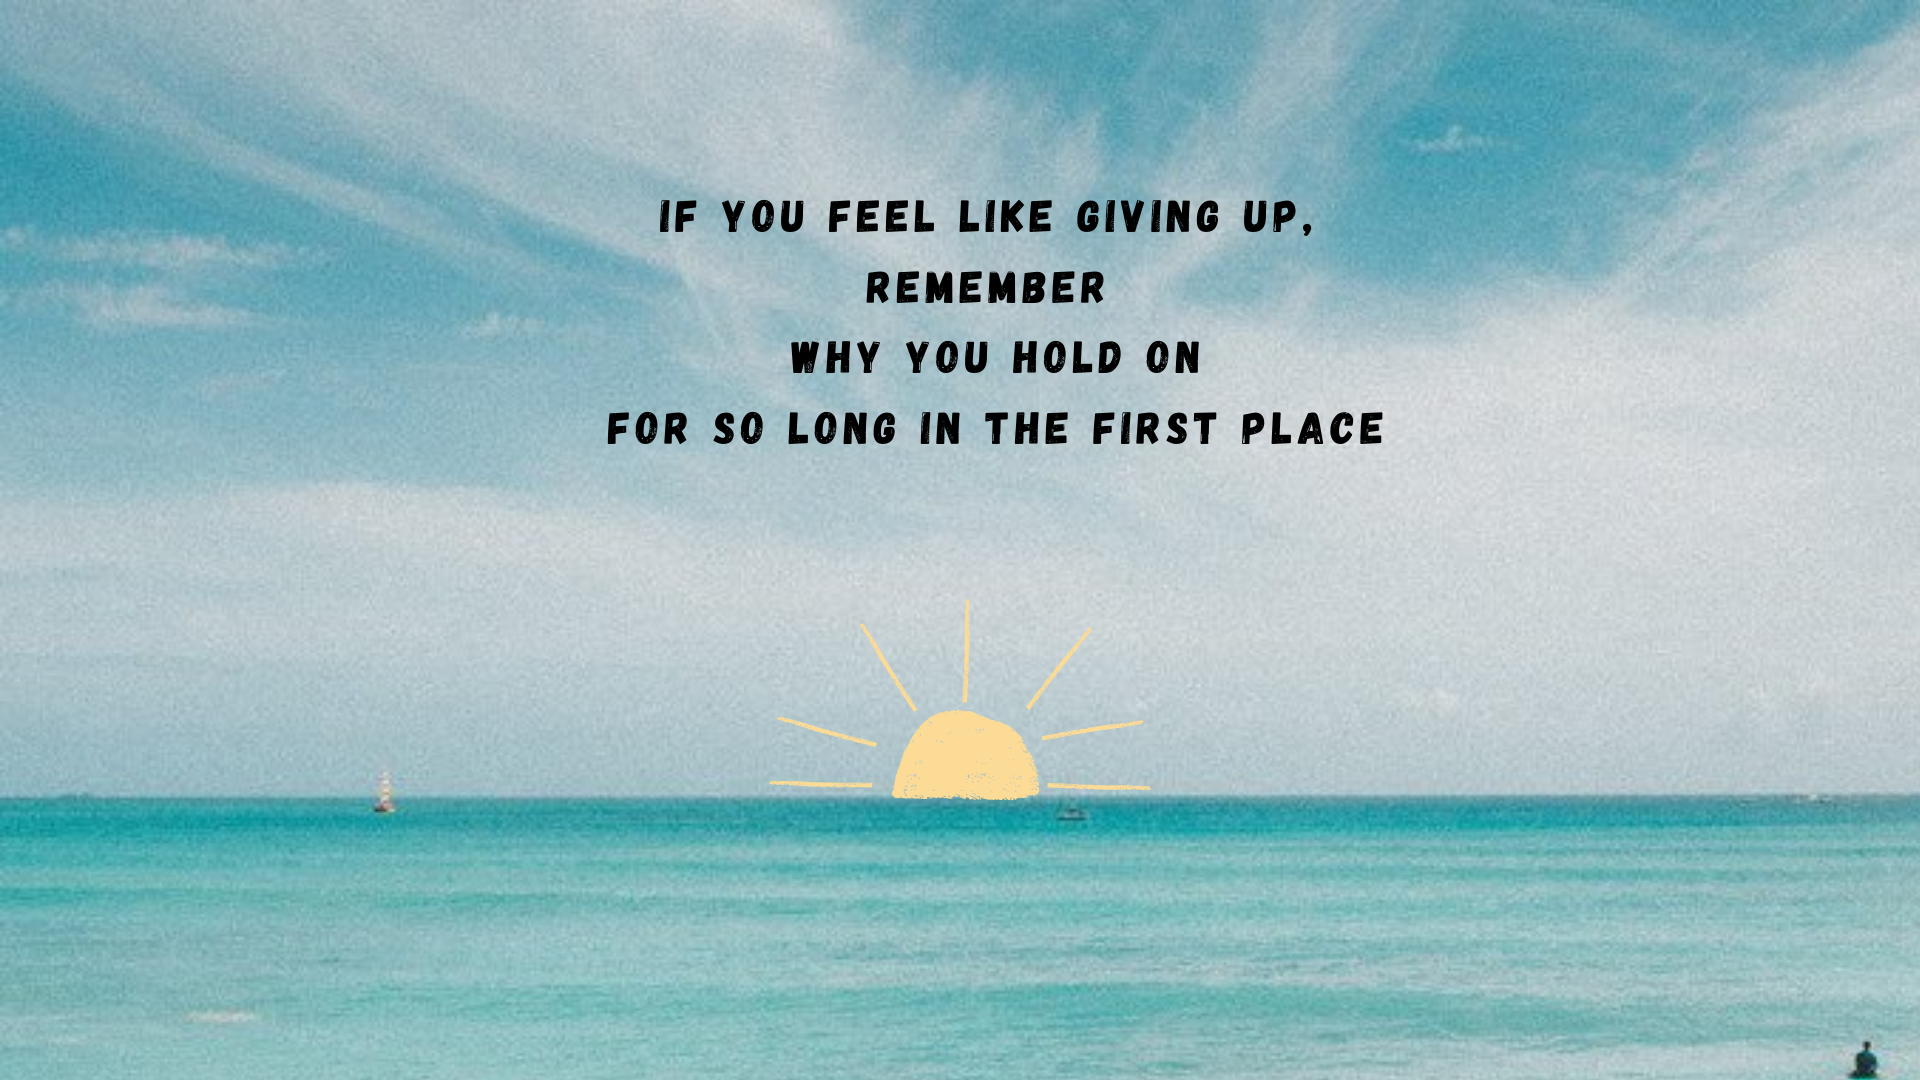 IF YOU FEEL LIKE GIVING UP,
REMEMBER
WHY YOU HOLD ON
FOR SO LONG IN THE FIRST PLACE